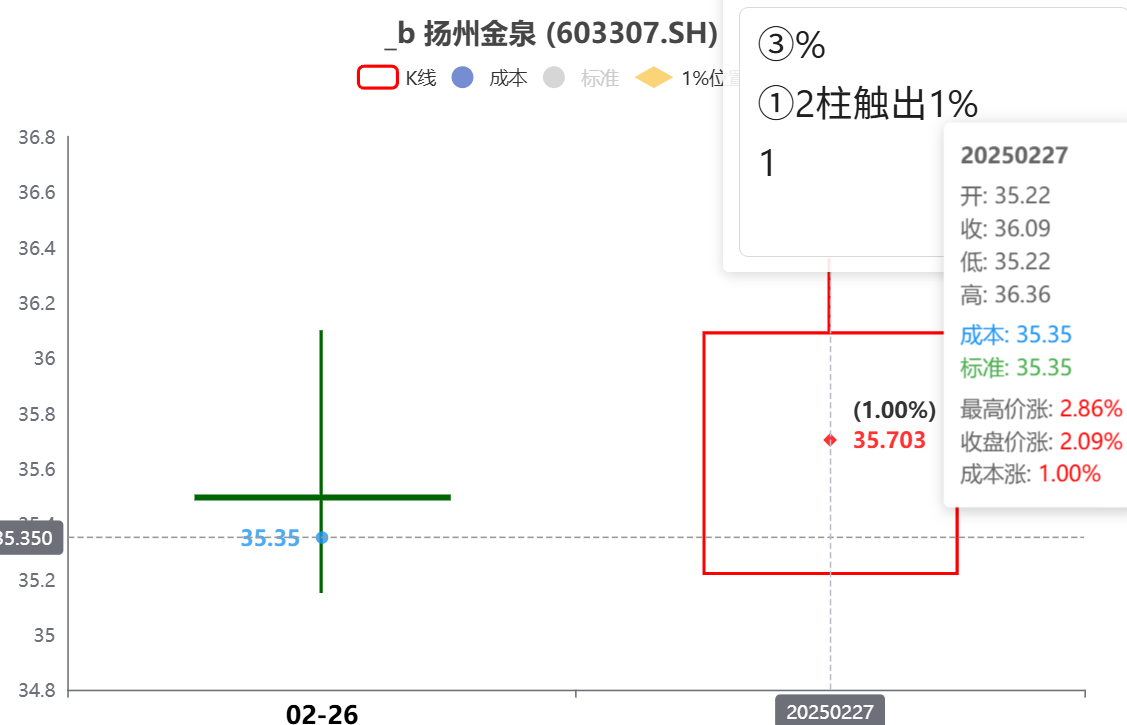 _b 扬州金泉 (603307.SH)
K线 成本 标准 1%位置
③%
①2柱触出1%
1
20250227
开: 35.22
收: 36.09
低: 35.22
高: 36.36
成本: 35.35
标准: 35.35
最高价涨: 2.86%
收盘价涨: 2.09%
成本涨: 1.00%
36.8
36.6
36.4
36.2
36
35.8
35.6
35.4
35.350
35.2
35
34.8
(1.00%)
35.703
35.35
02-26
20250227